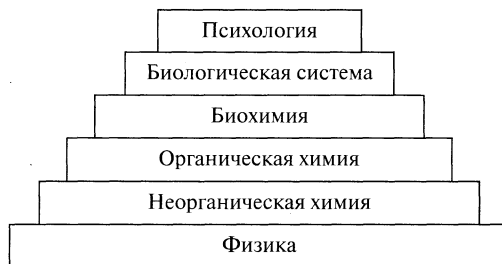 Психология
Биологическая система
Биохимия
Органическая химия
Неорганическая химия
Физика